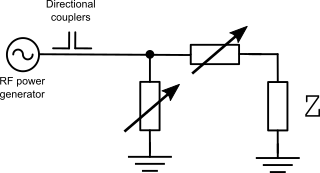 Directional
couplers
RF power
generator
Z